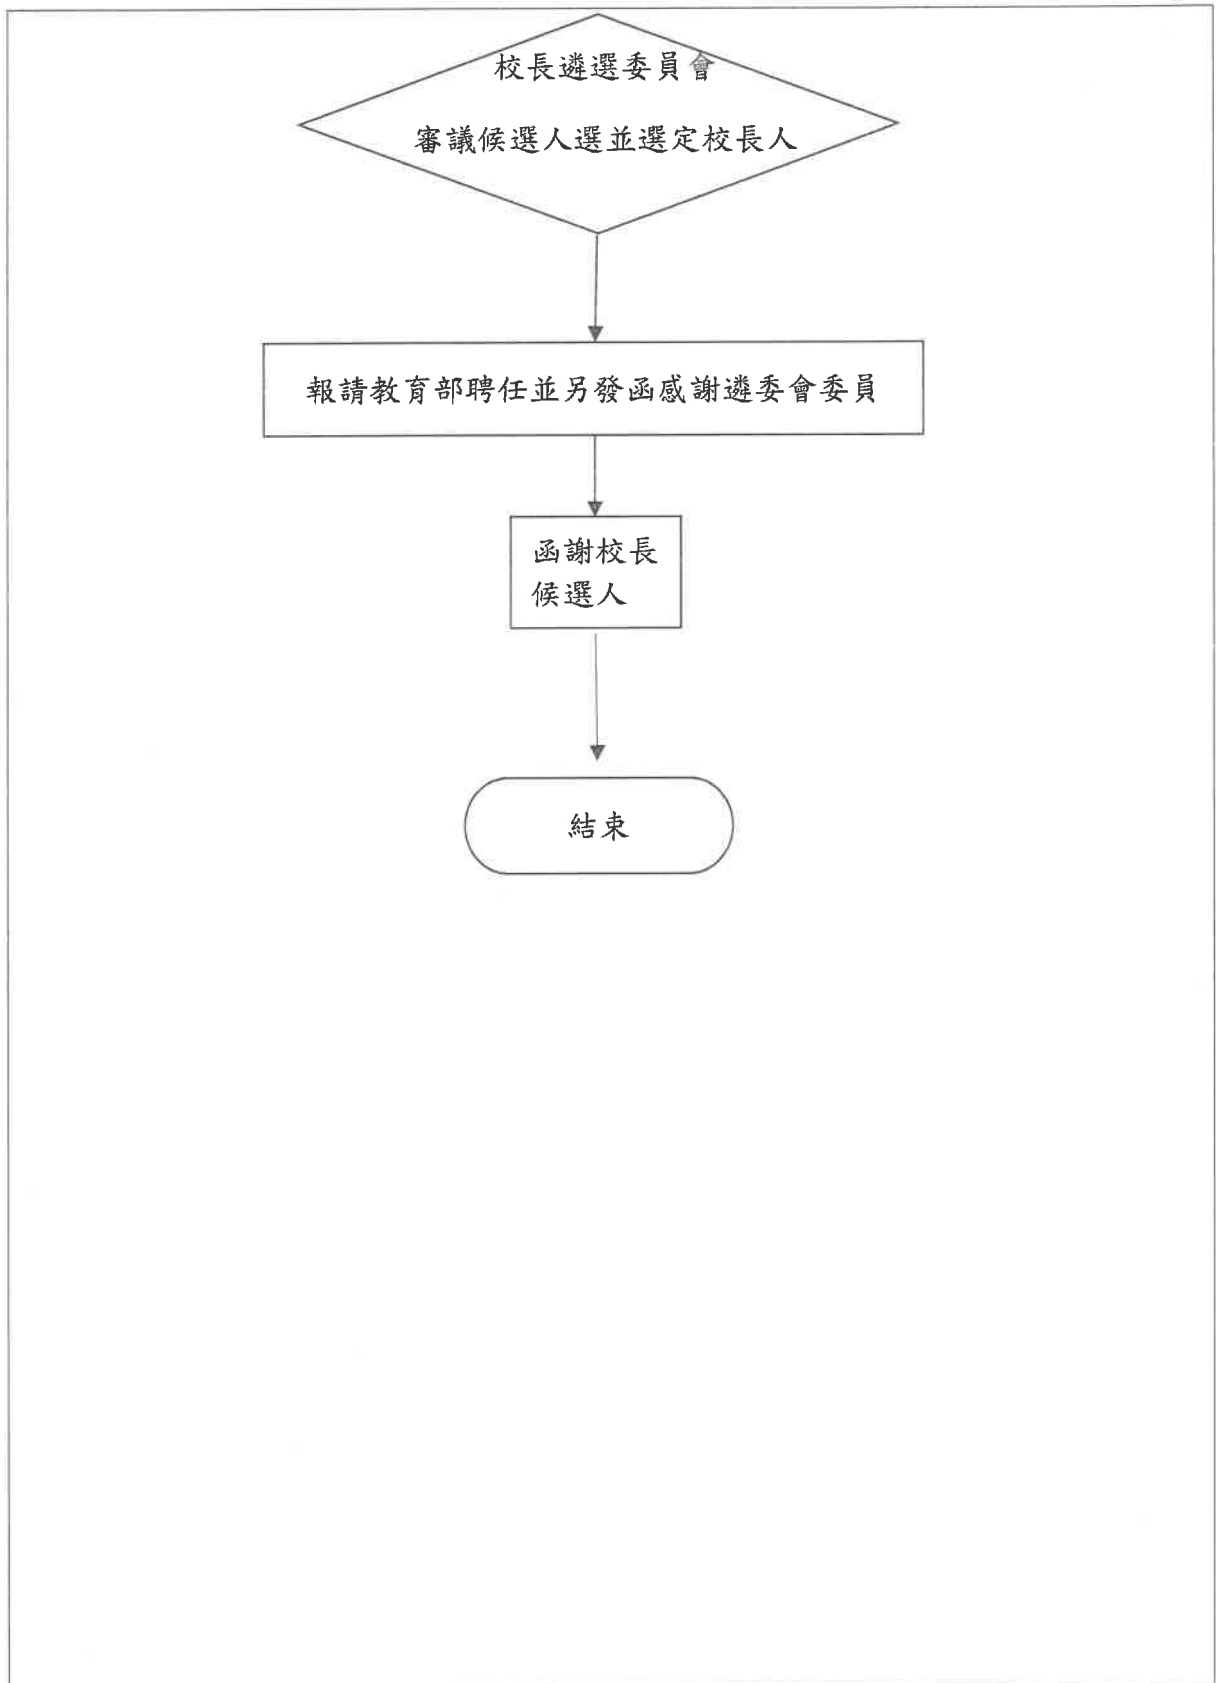 校長遴選委員會
審議候選人選並選定校長人
報請教育部聘任並另發函感謝遴委會委員
函謝校長
候選人
結束